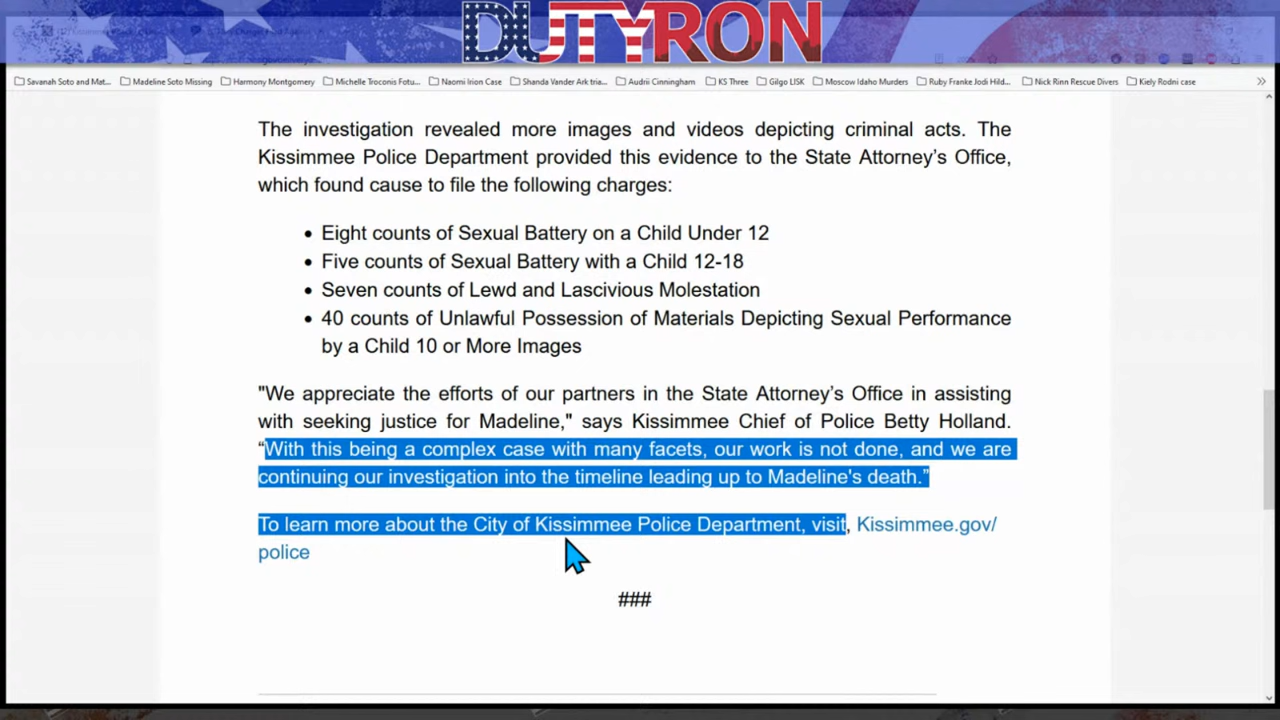 DUTYRON
Savanah Soto and Mat... Madeline Soto Missing Harmony Montgomery Michelle Troconis Fotu... Naomi Irion Case Shanda Vander Ark tria... Audrii Cinningham KS Three Gilgo LISK Moscow Idaho Murders Ruby Franke Jodi Hild... Nick Rinn Rescue Divers Kiely Rodni case
The investigation revealed more images and videos depicting criminal acts. The
Kissimmee Police Department provided this evidence to the State Attorney’s Office,
which found cause to file the following charges:
• Eight counts of Sexual Battery on a Child Under 12
• Five counts of Sexual Battery with a Child 12-18
• Seven counts of Lewd and Lascivious Molestation
• 40 counts of Unlawful Possession of Materials Depicting Sexual Performance
by a Child 10 or More Images
"We appreciate the efforts of our partners in the State Attorney’s Office in assisting
with seeking justice for Madeline," says Kissimmee Chief of Police Betty Holland.
“With this being a complex case with many facets, our work is not done, and we are
continuing our investigation into the timeline leading up to Madeline's death.”
To learn more about the City of Kissimmee Police Department, visit, Kissimmee.gov/
police
###